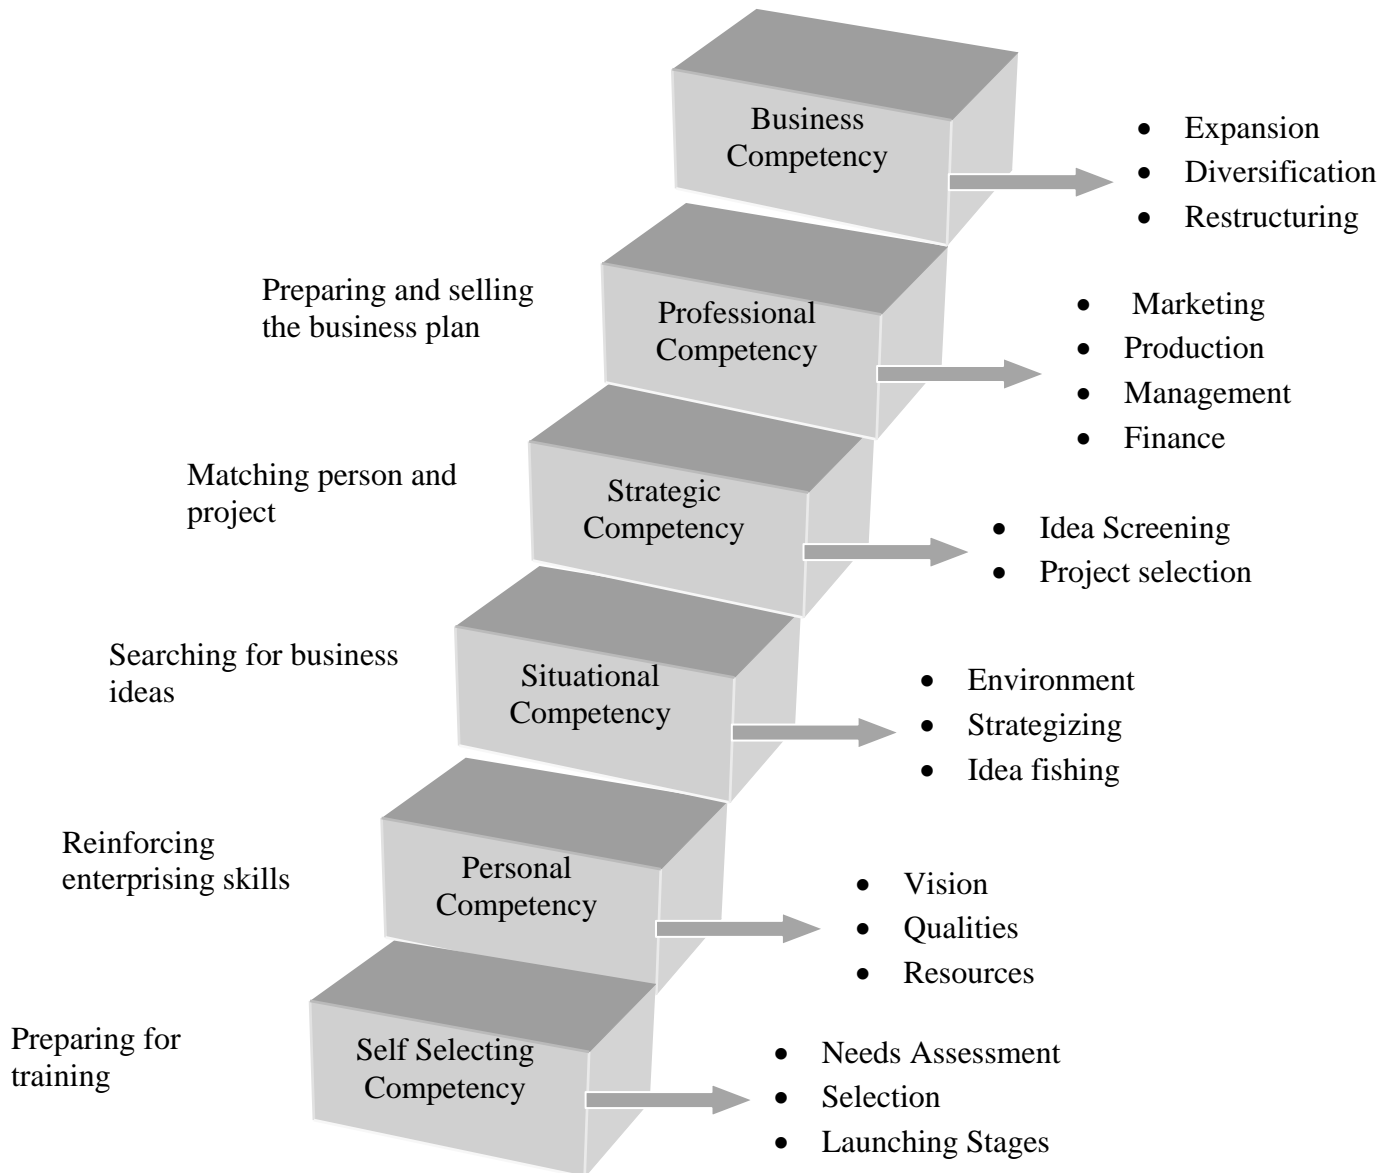 Business
Competency
• Expansion
• Diversification
• Restructuring
Preparing and selling
the business plan
Professional
Competency
• Marketing
• Production
• Management
• Finance
Matching person and
project
Strategic
Competency
• Idea Screening
• Project selection
Searching for business
ideas
Situational
Competency
• Environment
• Strategizing
• Idea fishing
Reinforcing
enterprising skills
Personal
Competency
• Vision
• Qualities
• Resources
Preparing for
training
Self Selecting
Competency
• Needs Assessment
• Selection
• Launching Stages